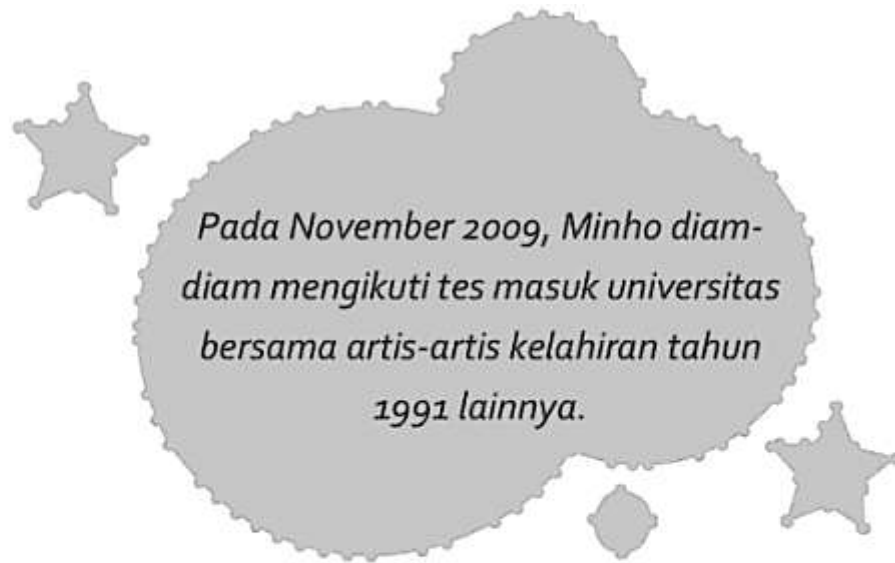 Pada November 2009, Minho diam-
diam mengikuti tes masuk universitas
bersama artis-artis kelahiran tahun
1991 lainnya.